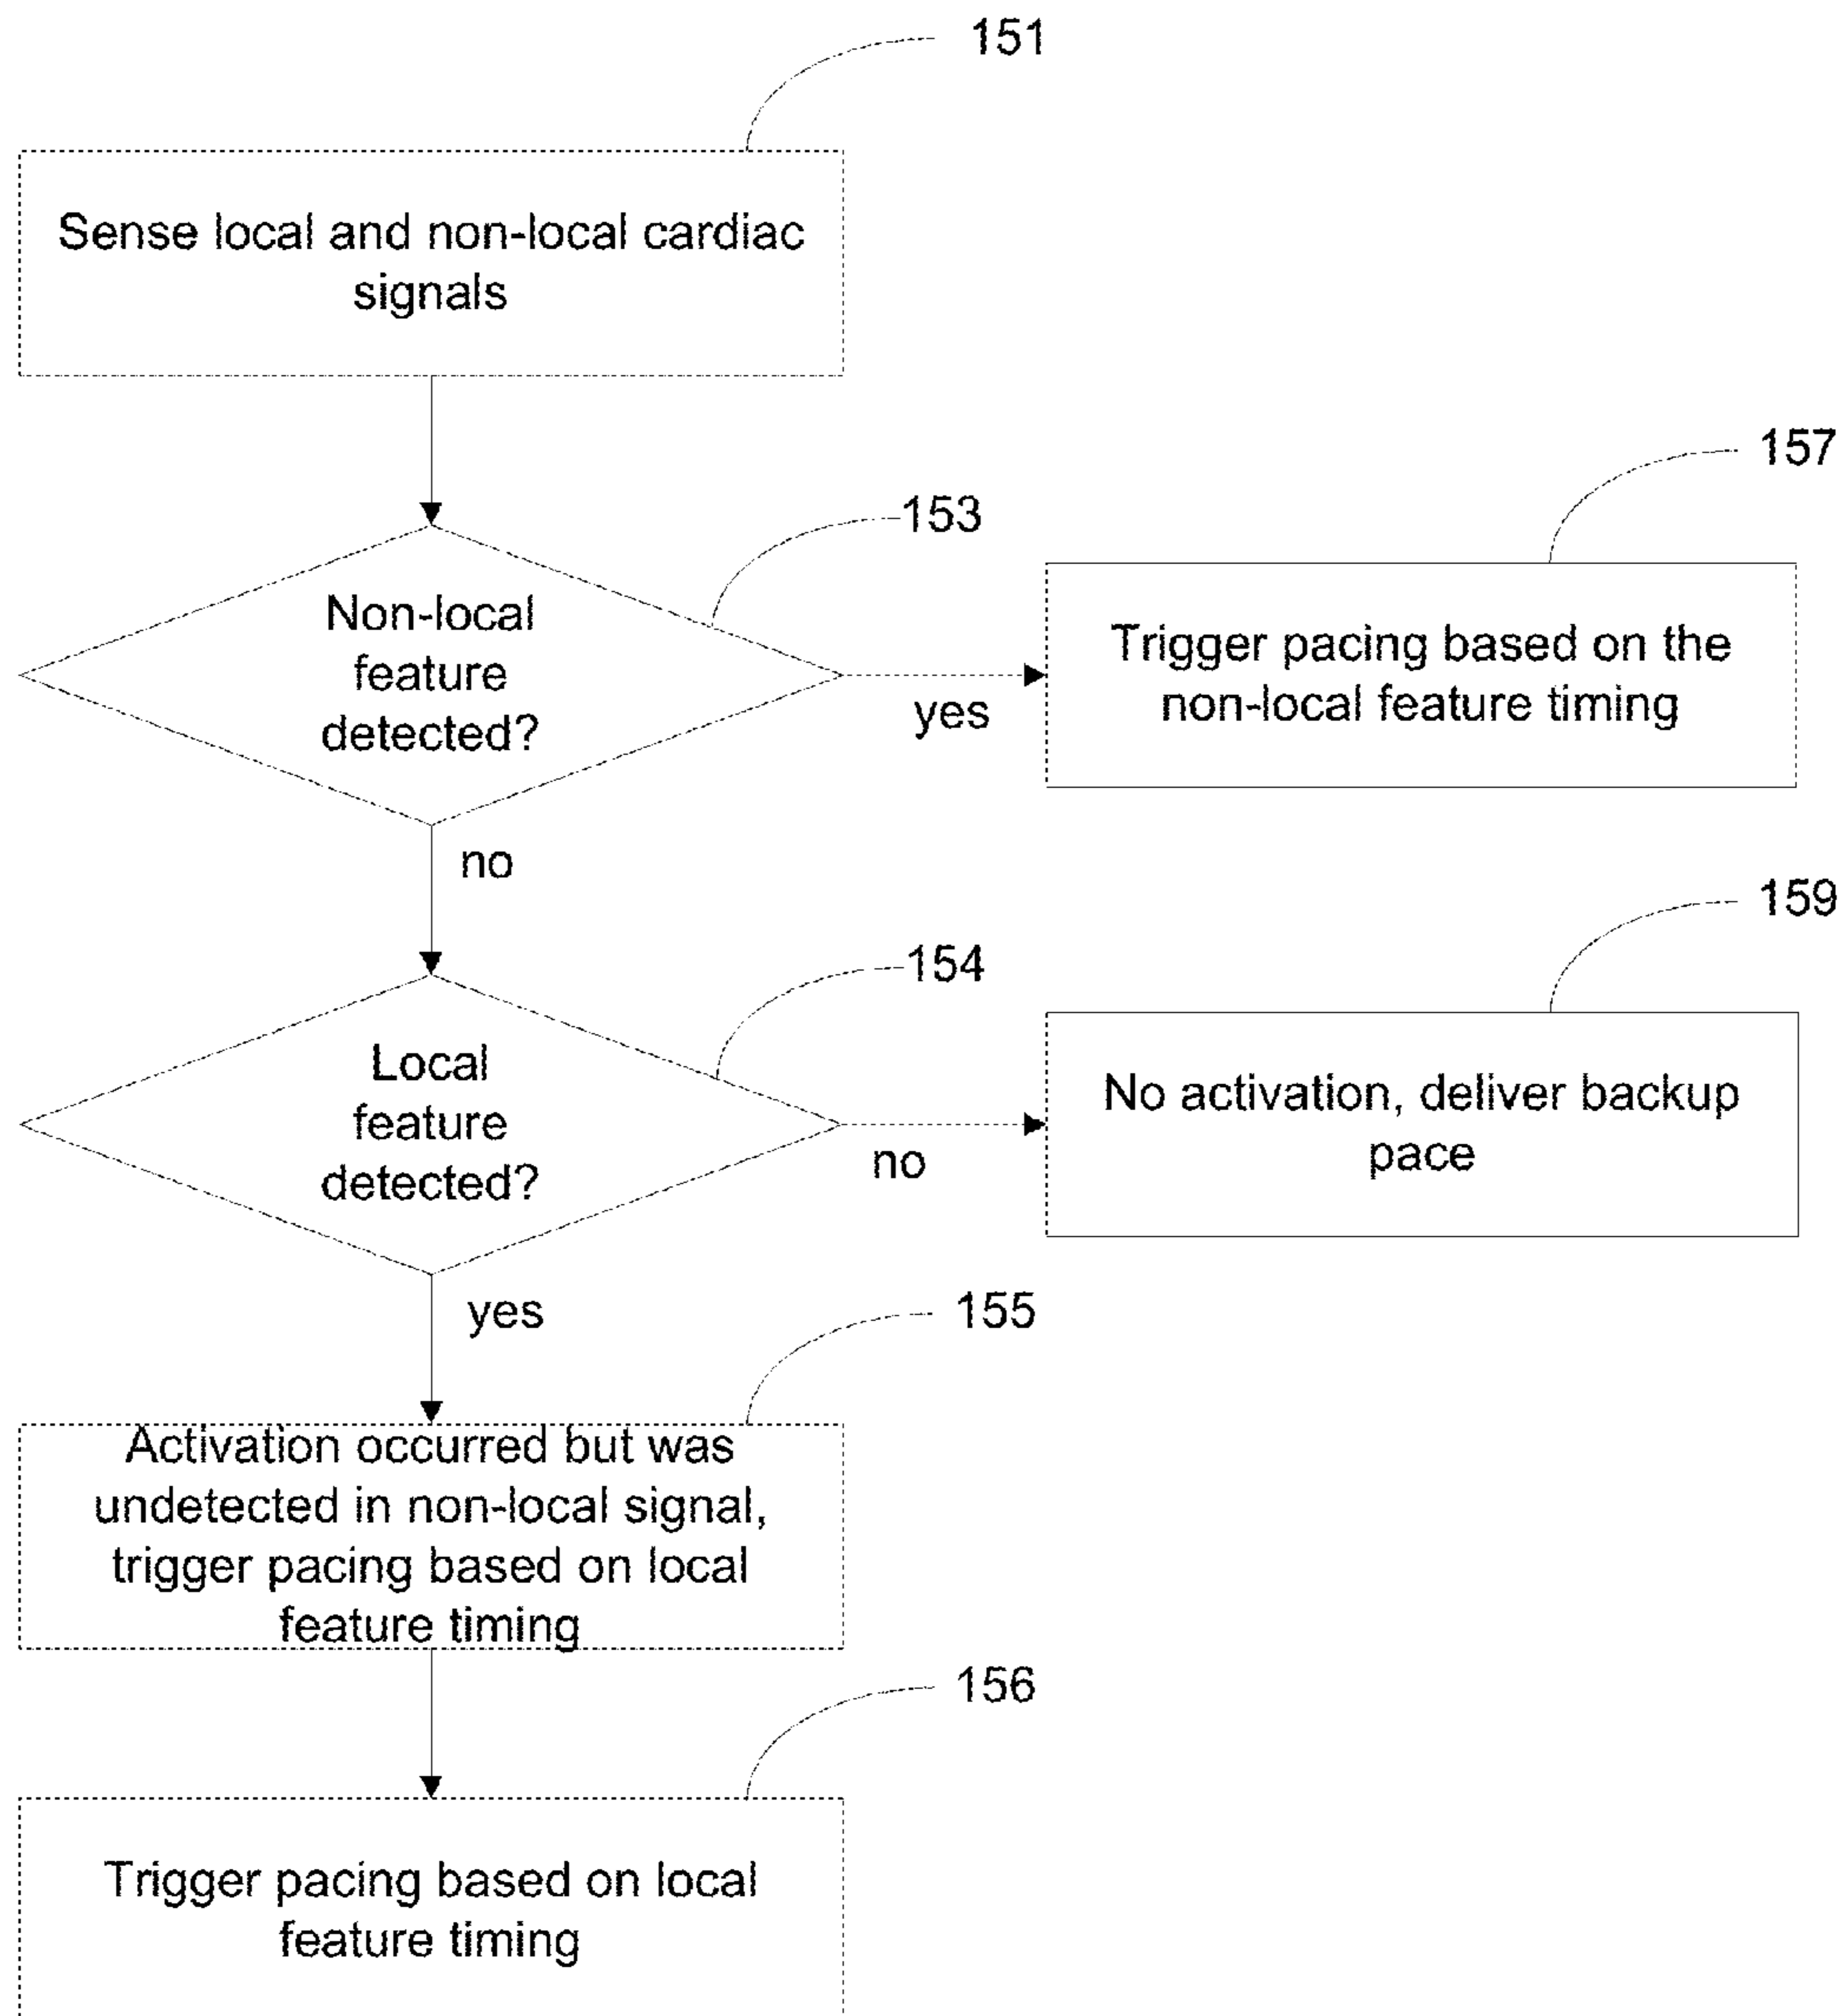 151
Sense local and non-local cardiac
signals
153
Non-local
feature
detected?
yes
157
Trigger pacing based on the
non-local feature timing
no
154
Local
feature
detected?
no
159
No activation, deliver backup
pace
yes
155
Activation occurred but was
undetected in non-local signal,
trigger pacing based on local
feature timing
156
Trigger pacing based on local
feature timing